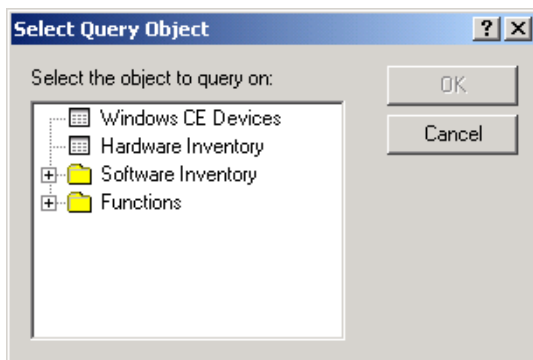 Select Query Object
Select the object to query on:
OK
Windows CE Devices
Cancel
Hardware Inventory
Software Inventory
Functions